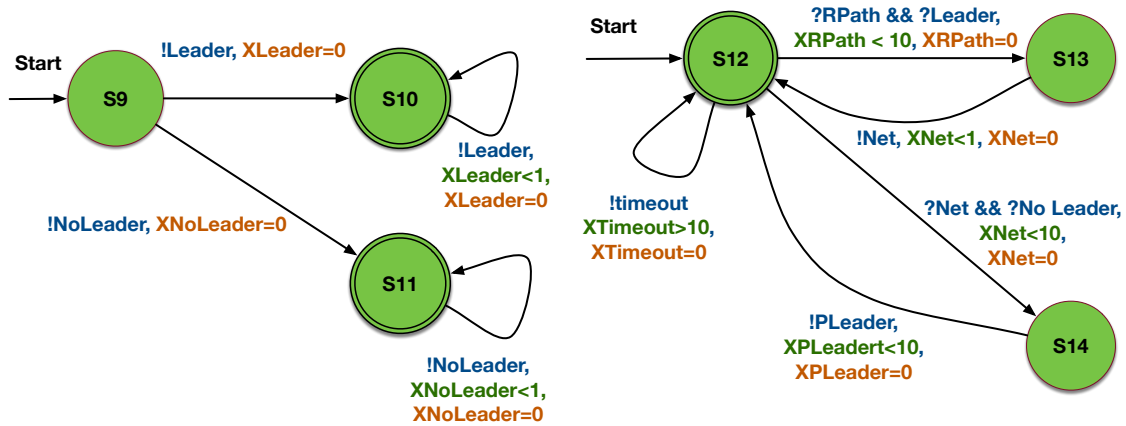 Start
!Leader, XLeader=0
S9
S10
!Leader,
XLeader<1,
XLeader=0
!NoLeader, XNoLeader=0
S11
!NoLeader,
XNoLeader<1,
XNoLeader=0
Start
?RPath && ?Leader,
XRPath < 10, XRPath=0
S12
S13
!Net, XNet<1, XNet=0
!timeout
XTimeout>10,
XTimeout=0
?Net && ?No Leader,
XNet<10,
XNet=0
!PLeader,
XPLeadert<10,
XPLeader=0
S14